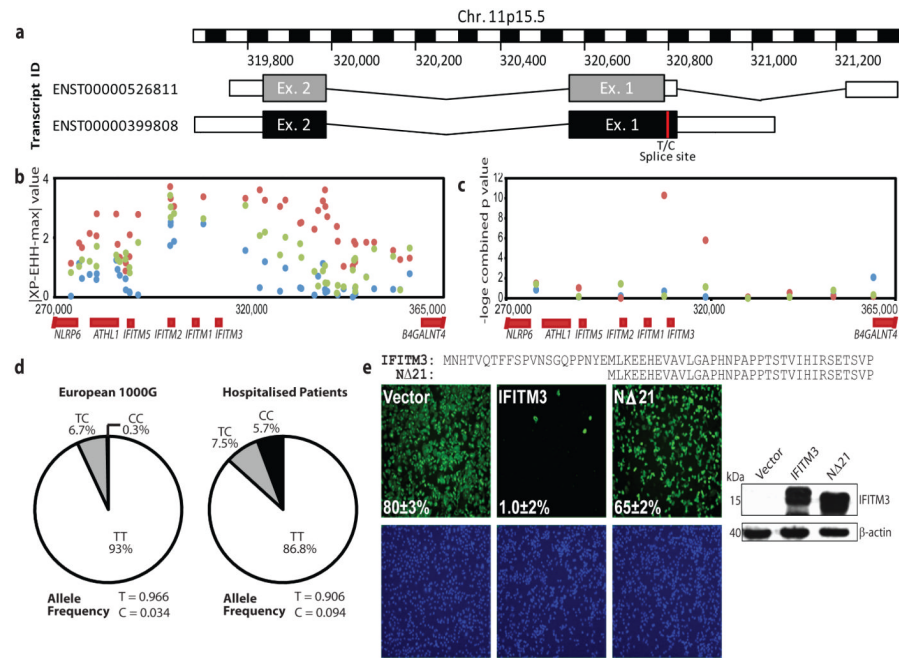 Chr. 11p15.5
a
319,800 320,000 320,200 320,400 320,600 320,800 321,000 321,200
Transcript ID
ENST00000526811 Ex. 2 Ex. 1
ENST00000399808 Ex. 2 Ex. 1
T/C
Splice site
b
|XP-EHH-max| value
4
2
0
270,000 320,000 365,000
NLRP6 ATHL1 IFITM5 IFITM2 IFITM1 IFITM3 B4GALNT4
c
-loge combined p value
12
10
8
6
4
2
0
270,000 320,000 365,000
NLRP6 ATHL1 IFITM5 IFITM2 IFITM1 IFITM3 B4GALNT4
d
European 1000G Hospitalised Patients
TC
6.7%
CC
0.3%
TT
93%
Allele
Frequency
T = 0.966
C = 0.034
TC
7.5%
CC
5.7%
TT
86.8%
Allele
Frequency
T = 0.906
C = 0.094
e
IFITM3: MNHTVQTFFSPVNSGQPPNYEMLKEEHEVAVLGAPHNPAPPTSTVIHIRSETSVP
NΔ21: MLKEEHEVAVLGAPHNPAPPTSTVIHIRSETSVP
Vector IFITM3 NΔ21
80±3% 1.0±2% 65±2%
Vector IFITM3 NΔ21
kDa
15 IFITM3
40 β-actin